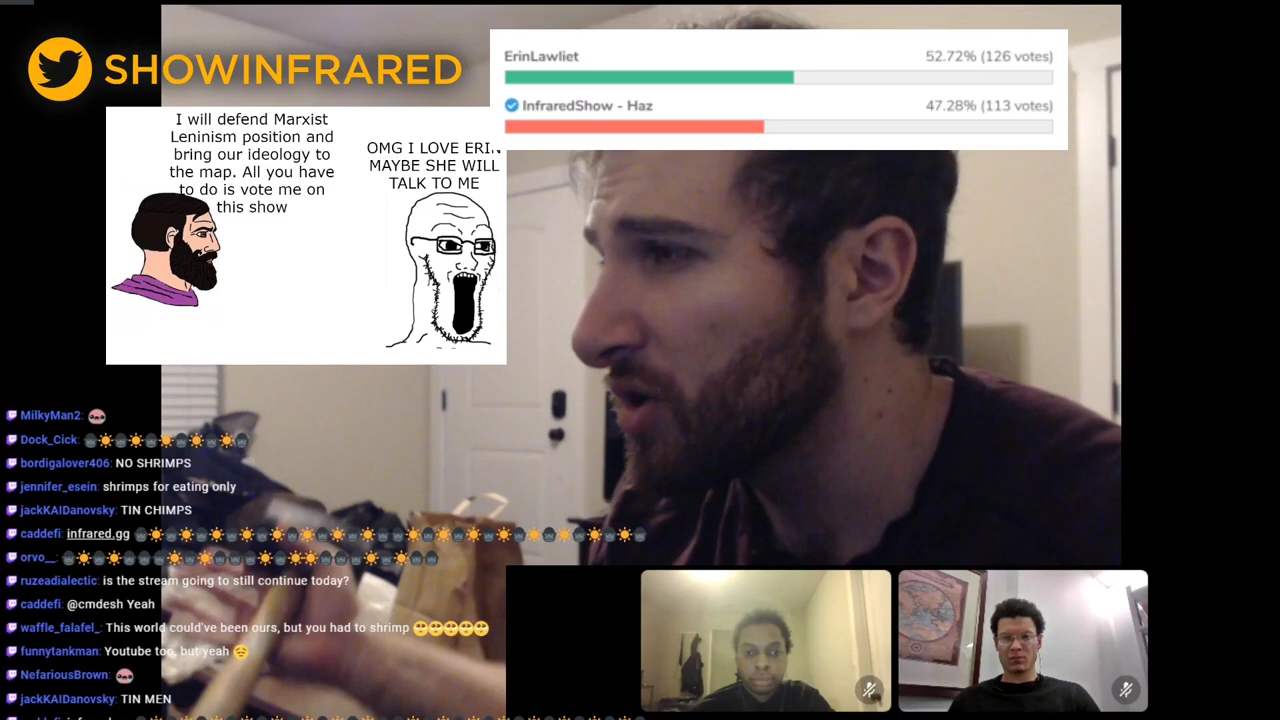 SHOWINFRARED
ErinLawliet 52.72% (126 votes)
InfraredShow - Haz 47.28% (113 votes)
I will defend Marxist
Leninism position and
bring our ideology to
the map. All you have
to do is vote me on
this show
OMG I LOVE ERIN
MAYBE SHE WILL
TALK TO ME
MilkyMan2:
Dock_Cick:
bordigalover406: NO SHRIMPS
jennifer_esein: shrimps for eating only
jackKAIDanovsky: TIN CHIMPS
caddefi: infrared.gg
orvo__:
ruzeadialectic: is the stream going to still continue today?
caddefi: @cmdesh Yeah
waffle_falafel_: This world could've been ours, but you had to shrimp
funnytankman: Youtube too, but yeah
NefariousBrown:
jackKAIDanovsky: TIN MEN